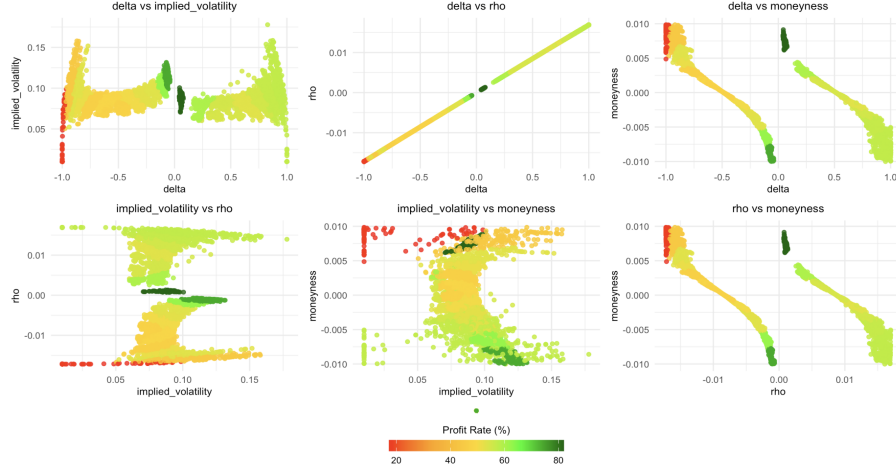 delta vs implied_volatility
delta vs rho
delta vs moneyness
implied_volatility
0.15
0.10
0.05
-1.0 -0.5 0.0 0.5 1.0
delta
rho
0.01
0.00
-0.01
-1.0 -0.5 0.0 0.5 1.0
delta
moneyness
0.010
0.005
0.000
-0.005
-0.010
-1.0 -0.5 0.0 0.5 1.0
delta
implied_volatility vs rho
implied_volatility vs moneyness
rho vs moneyness
rho
0.01
0.00
-0.01
0.05 0.10 0.15
implied_volatility
moneyness
0.010
0.005
0.000
-0.005
-0.010
0.05 0.10 0.15
implied_volatility
moneyness
0.010
0.005
0.000
-0.005
-0.010
-0.01 0.00 0.01
rho
Profit Rate (%)
20 40 60 80